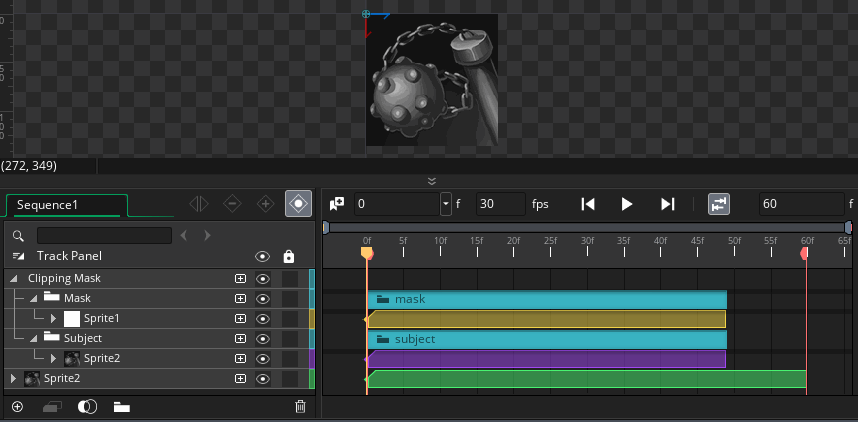 (272, 349)
Sequence1
0 f 30 fps 60 f
0f 5f 10f 15f 20f 25f 30f 35f 40f 45f 50f 55f 60f 65f
Track Panel
Clipping Mask
Mask
mask
Sprite1
Subject
subject
Sprite2
Sprite2